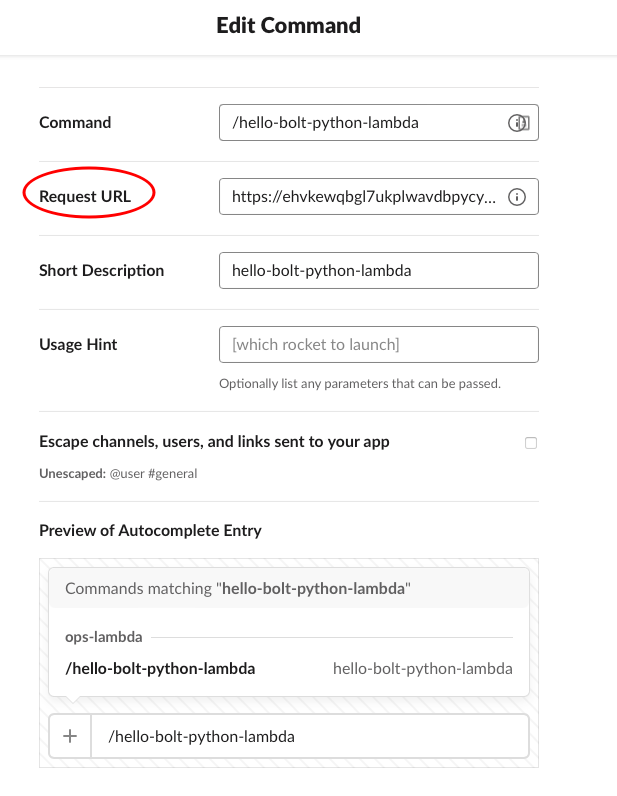 Edit Command
Command
/hello-bolt-python-lambda
Request URL
https://ehvkewqbgl7ukplwavdbpycy...
Short Description
hello-bolt-python-lambda
Usage Hint
[which rocket to launch]
Optionally list any parameters that can be passed.
Escape channels, users, and links sent to your app
Unescaped: @user #general
Preview of Autocomplete Entry
Commands matching "hello-bolt-python-lambda"
ops-lambda
/hello-bolt-python-lambda hello-bolt-python-lambda
/hello-bolt-python-lambda